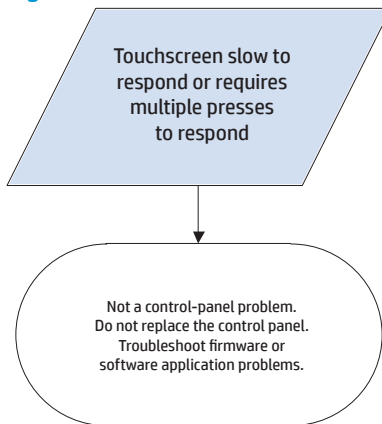 Touchscreen slow to
respond or requires
multiple presses
to respond
Not a control-panel problem.
Do not replace the control panel.
Troubleshoot firmware or
software application problems.